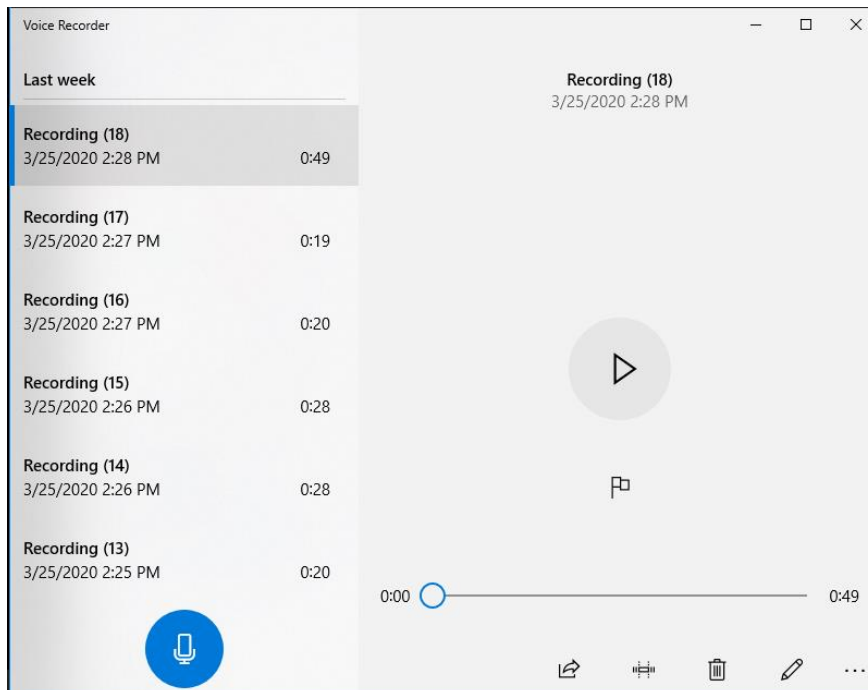 Voice Recorder
Last week
Recording (18)
3/25/2020 2:28 PM 0:49
Recording (17)
3/25/2020 2:27 PM 0:19
Recording (16)
3/25/2020 2:27 PM 0:20
Recording (15)
3/25/2020 2:26 PM 0:28
Recording (14)
3/25/2020 2:26 PM 0:28
Recording (13)
3/25/2020 2:25 PM 0:20
Recording (18)
3/25/2020 2:28 PM
0:00 0:49